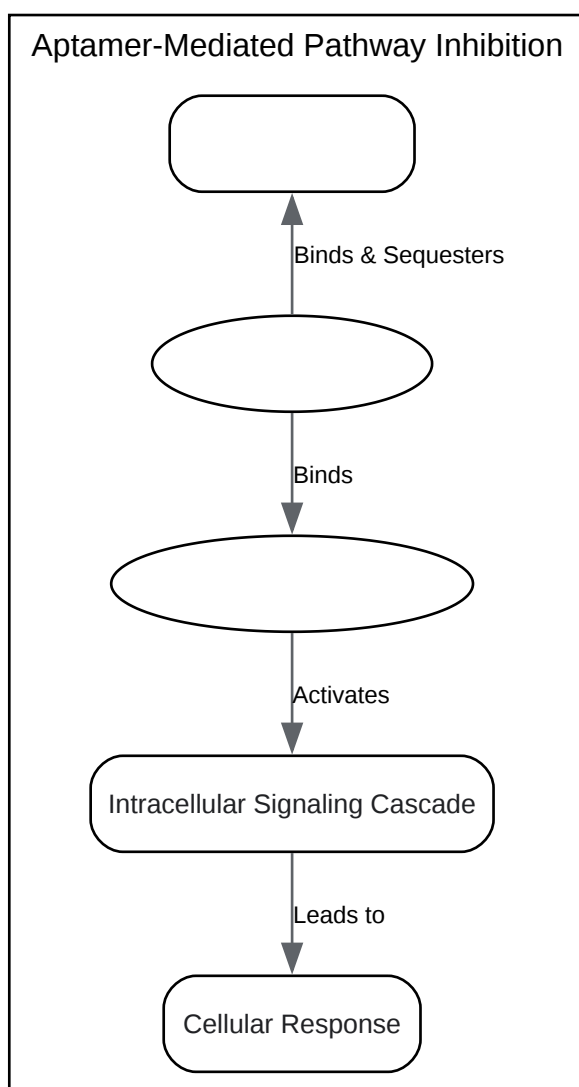 Aptamer-Mediated Pathway Inhibition
Binds & Sequesters
Binds
Activates
Intracellular Signaling Cascade
Leads to
Cellular Response